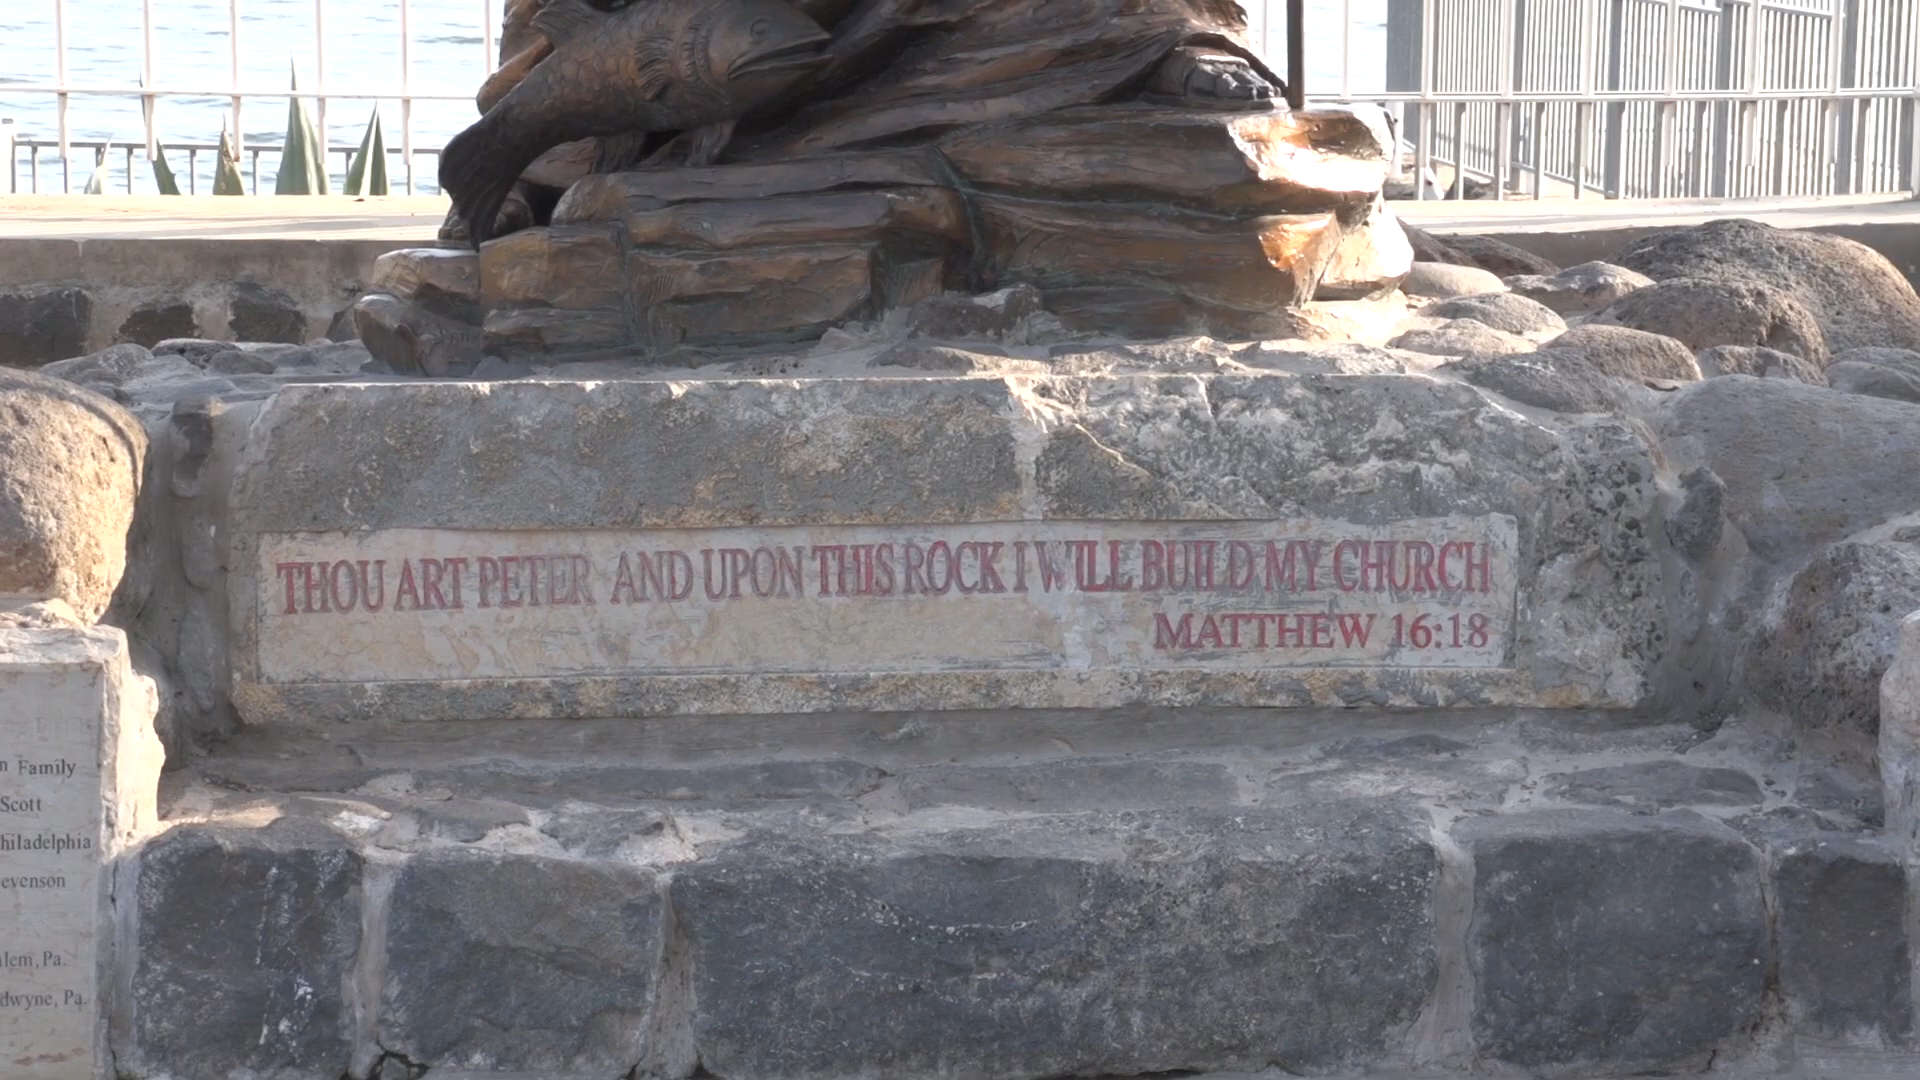 THOU ART PETER AND UPON THIS ROCK I WILL BUILD MY CHURCH
MATTHEW 16:18
n Family
Scott
hiladelphia
evenson
lem, Pa.
dwyne, Pa.